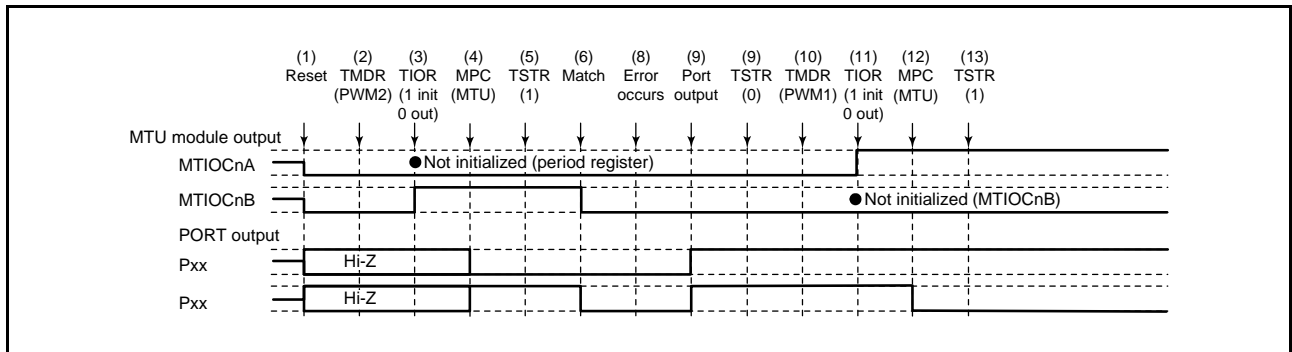 (1) (2) (3) (4) (5) (6) (8) (9) (9) (10) (11) (12) (13)
Reset TMDR TIOR MPC TSTR Match Error Port TSTR TMDR TIOR MPC TSTR
(PWM2) (1 init (MTU) (1) occurs output (0) (PWM1) (1 init (MTU) (1)
0 out) 0 out)
MTU module output
MTIOCnA ●Not initialized (period register)
MTIOCnB ●Not initialized (MTIOCnB)
PORT output
Pxx Hi-Z
Pxx Hi-Z